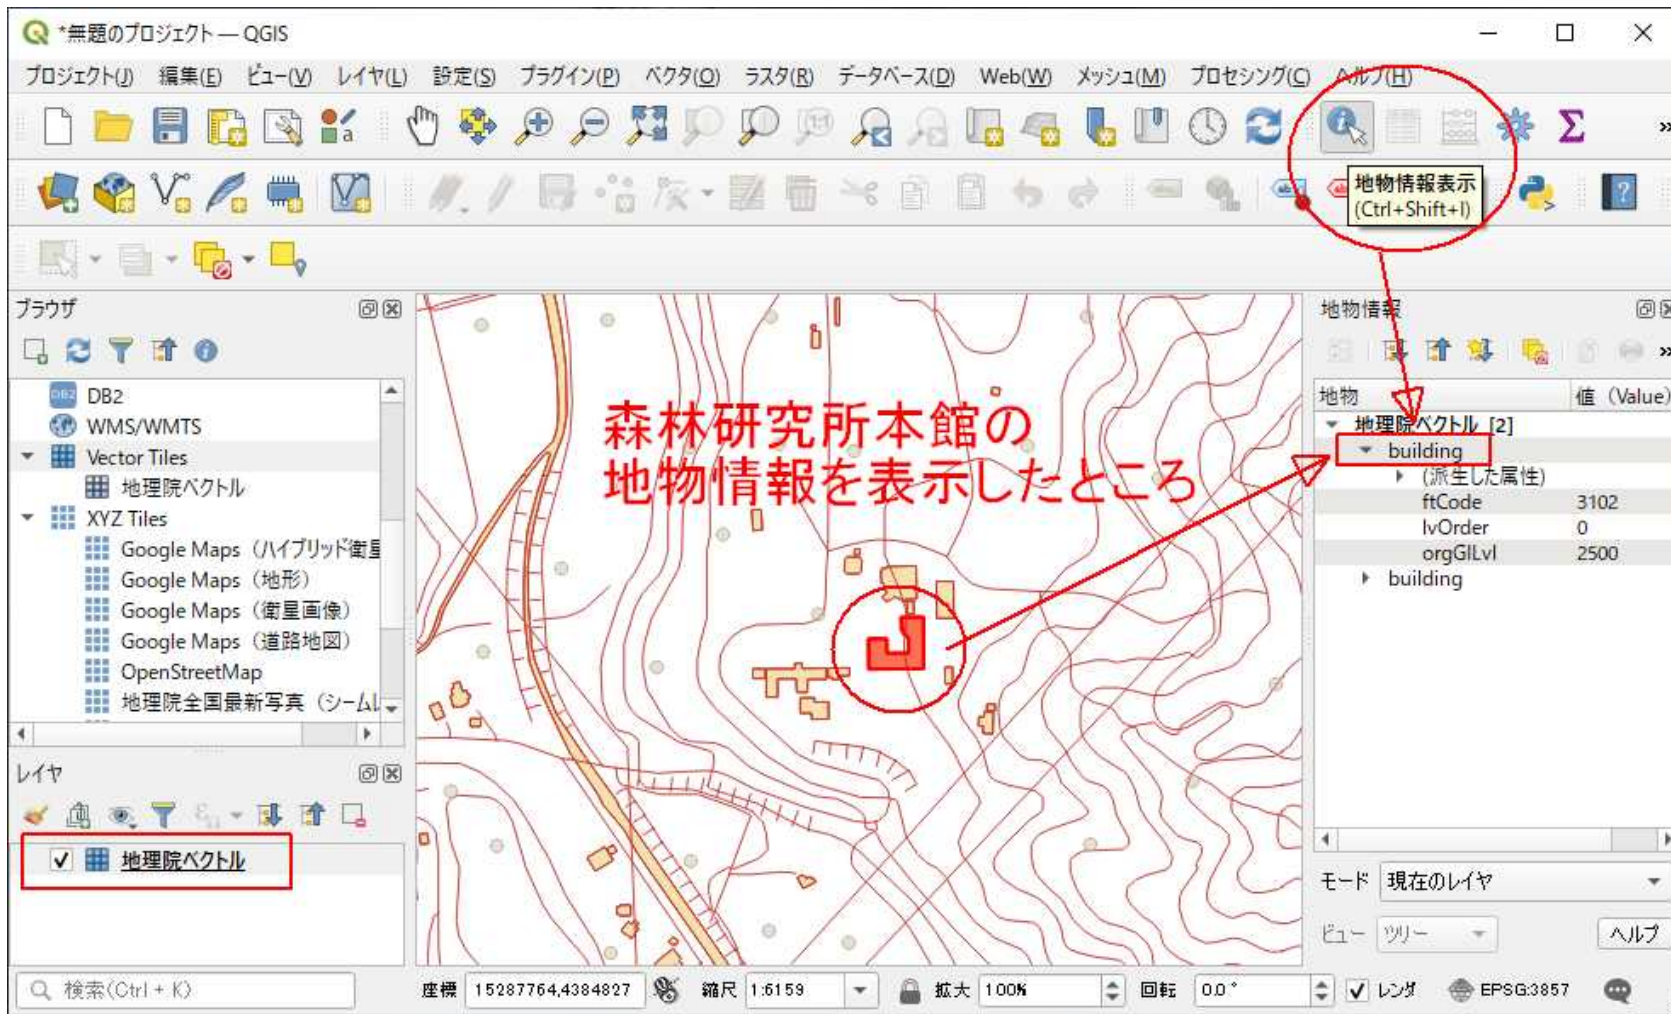 *無題のプロジェクト — QGIS
プロジェクト(J) 編集(E) ビュー(V) レイヤ(L) 設定(S) プラグイン(P) ベクタ(O) ラスタ(R) データベース(D) Web(W) メッシュ(M) プロセシング(C) ヘルプ(H)
地物情報表示
(Ctrl+Shift+I)
ブラウザ
DB2
WMS/WMTS
Vector Tiles
地理院ベクトル
XYZ Tiles
Google Maps（ハイブリッド衛星
Google Maps（地形）
Google Maps（衛星画像）
Google Maps（道路地図）
OpenStreetMap
地理院全国最新写真（シームレ
レイヤ
地理院ベクトル
検索(Ctrl + K)
森林研究所本館の
地物情報を表示したところ
地物情報
地物 値（Value）
地理院ベクトル [2]
building
(派生した属性)
ftCode 3102
lvOrder 0
orgGILvl 2500
building
モード 現在のレイヤ
ビュー ツリー ヘルプ
座標 15287764,4384827 縮尺 1:6159 拡大 100% 回転 0.0 ° レンダ EPSG:3857